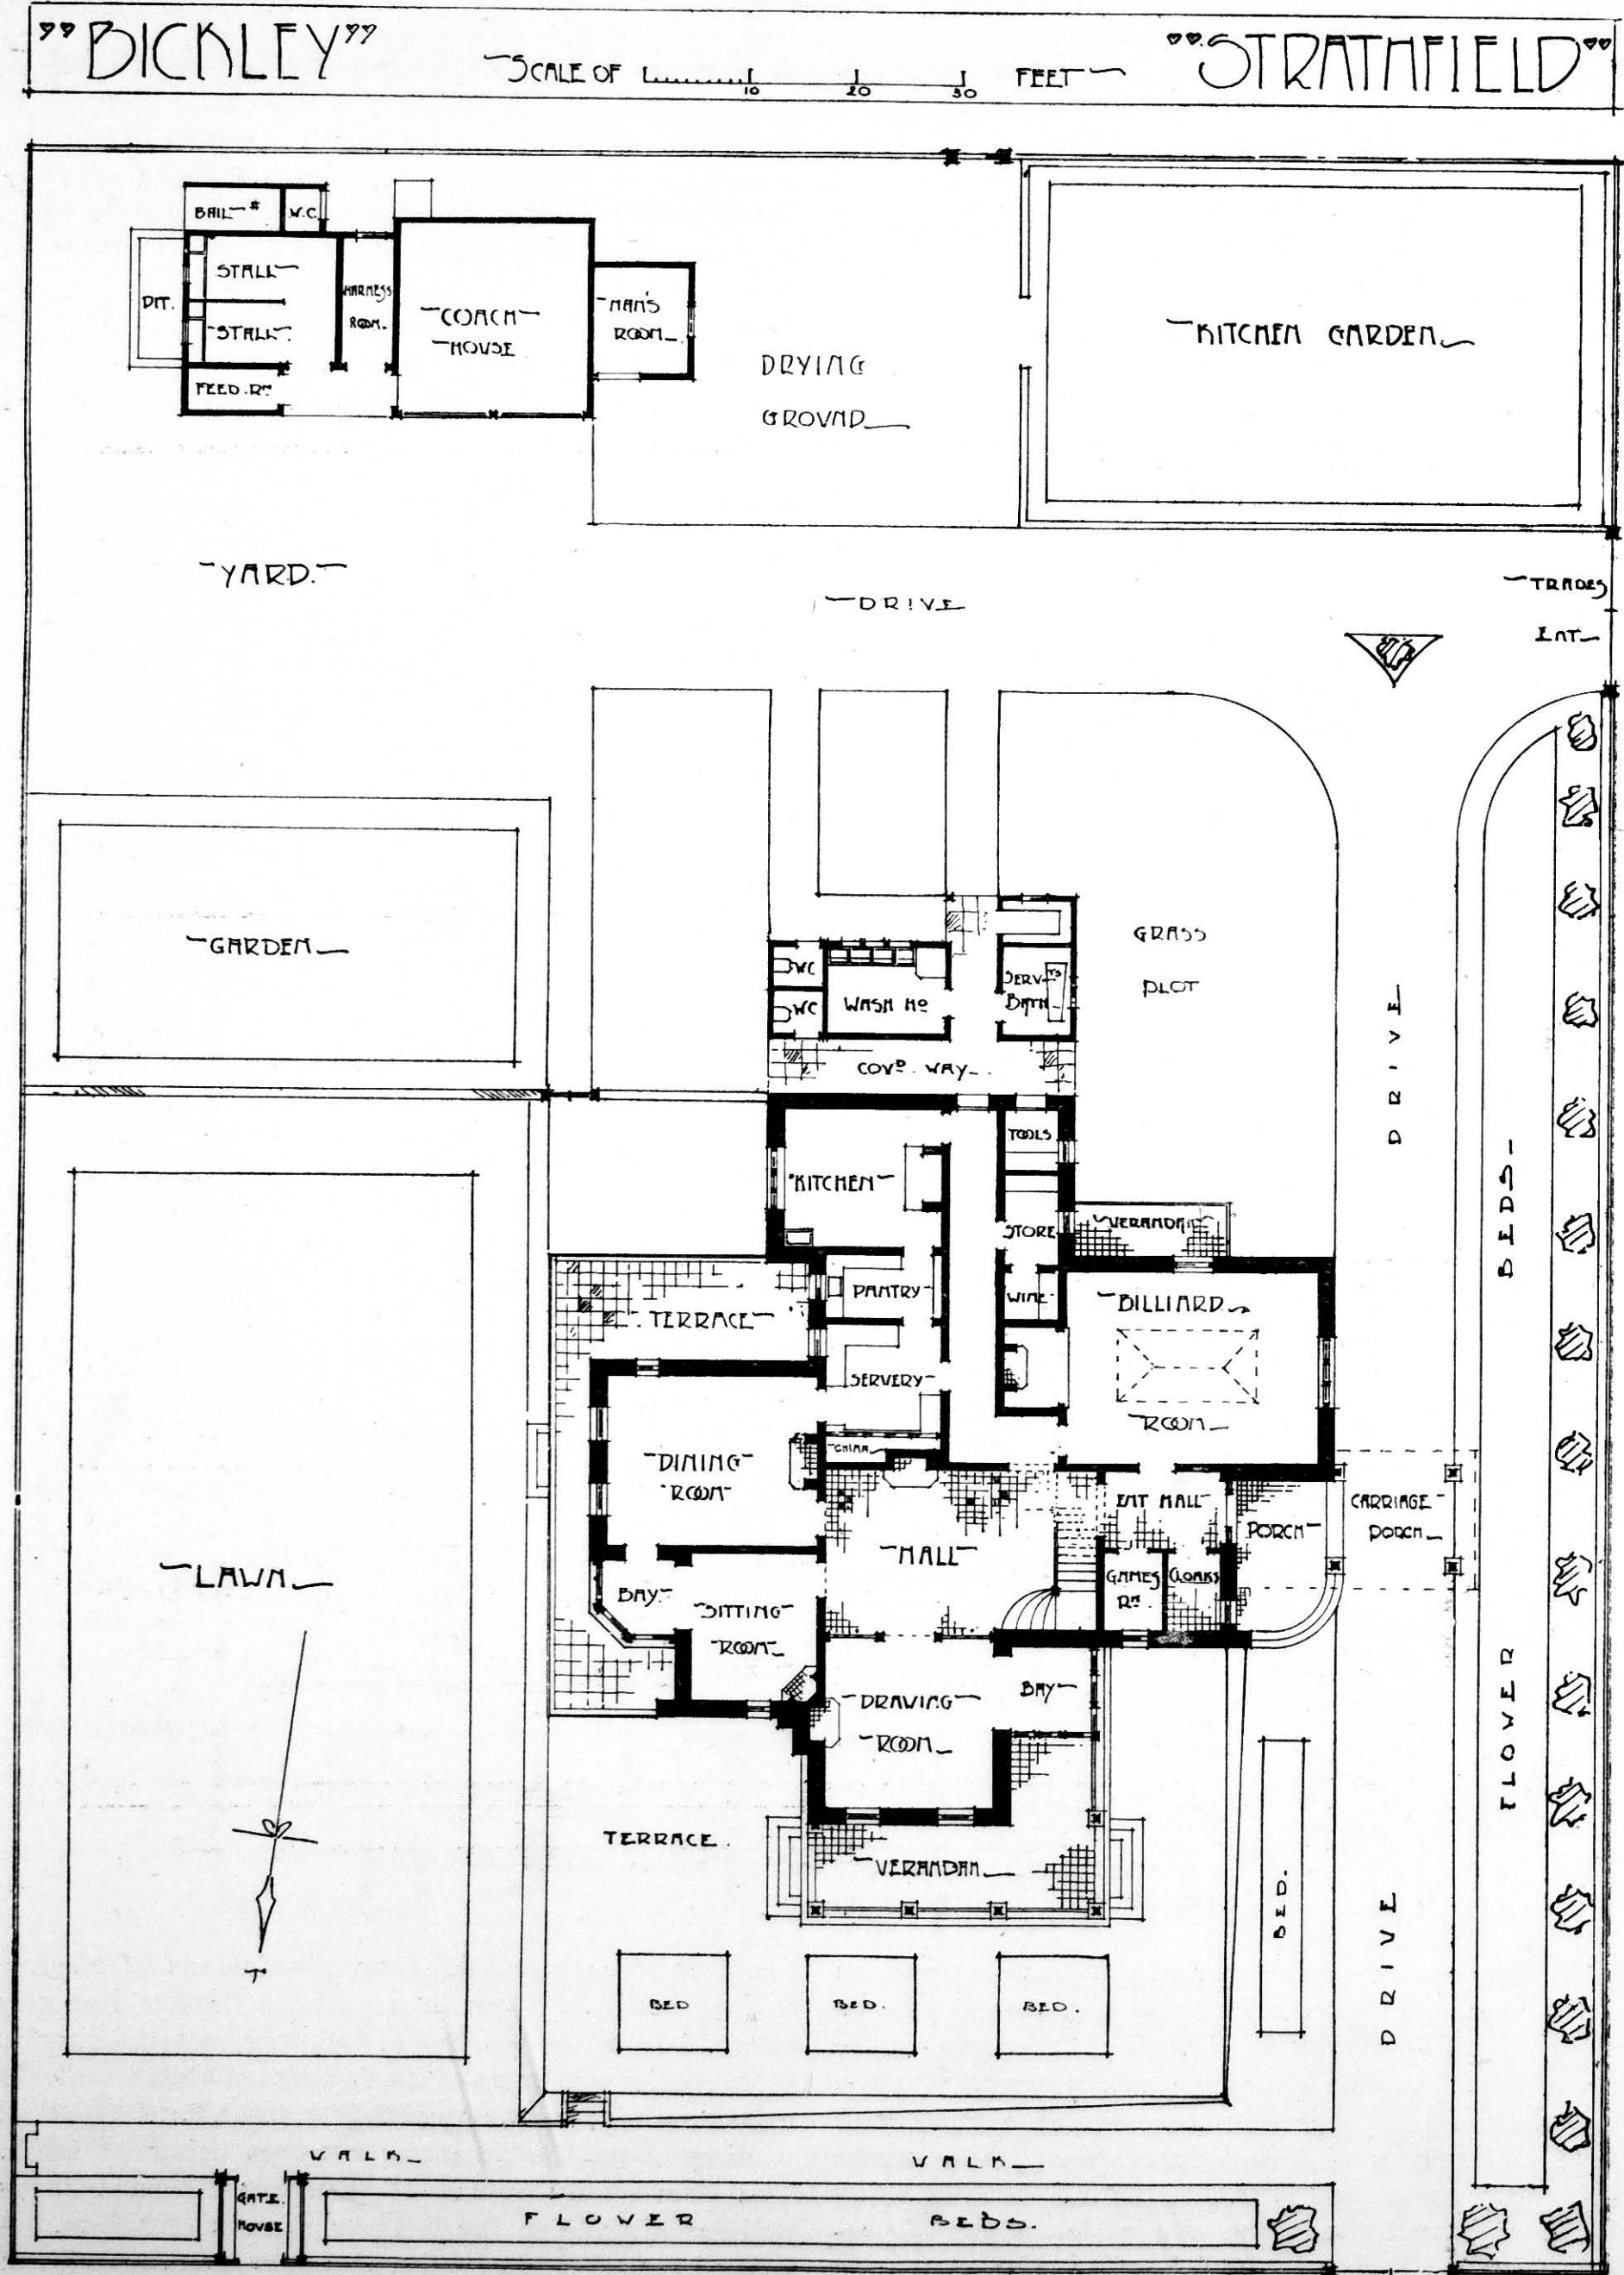 ""BICKLEY""
SCALE OF
10
20
30
FEET
""STRATHFIELD""
BAIL
W.C.
STALL
STALL
HARNESS
ROOM
FEED.RM
COACH
HOUSE
MAN'S
ROOM
DRYING
GROUND
KITCHEN GARDEN
YARD.
DRIVE
TRADES
ENT
GARDEN
GRASS
PLOT
WC
WC
WASH HO
SERV
BATH
COVD. WAY
DRIVE
TOOLS
KITCHEN
STORE
VERANDAH
PANTRY
WINE
BILLIARD
ROOM
TERRACE
SERVERY
DINING
ROOM
ENT HALL
PORCH
CARRIAGE
PORCH
HALL
GAMES
RM
CLOAKS
LAWN
BAY
SITTING
ROOM
DRAWING
ROOM
BAY
TERRACE.
VERANDAH
BED.
BED
BED.
BED.
DRIVE
FLOWER BEDS
WALK
WALK
GATE
HOUSE
FLOWER BEDS.